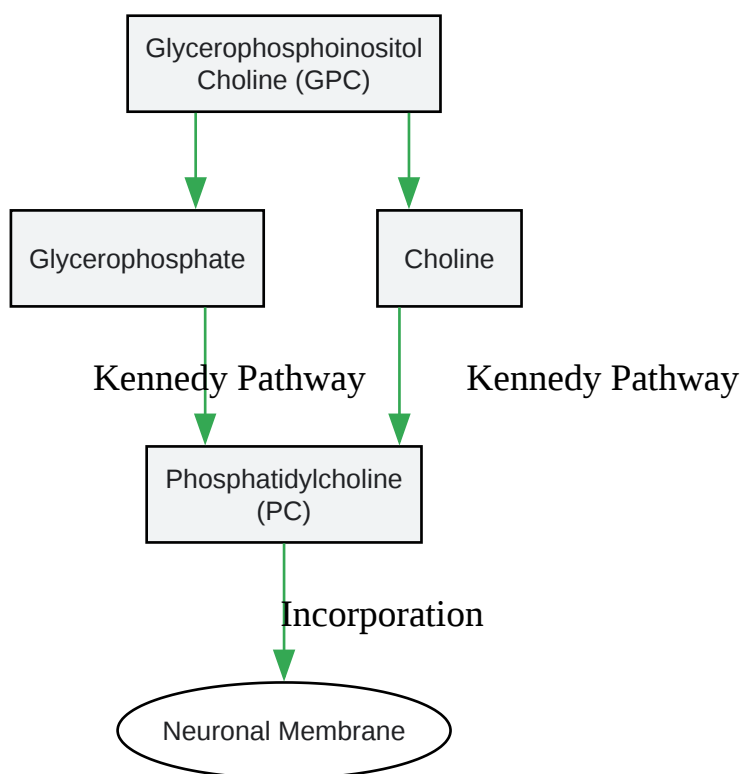 Glycerophosphoinositol
Choline (GPC)
Glycerophosphate
Choline
Kennedy Pathway
Kennedy Pathway
Phosphatidylcholine
(PC)
Incorporation
Neuronal Membrane